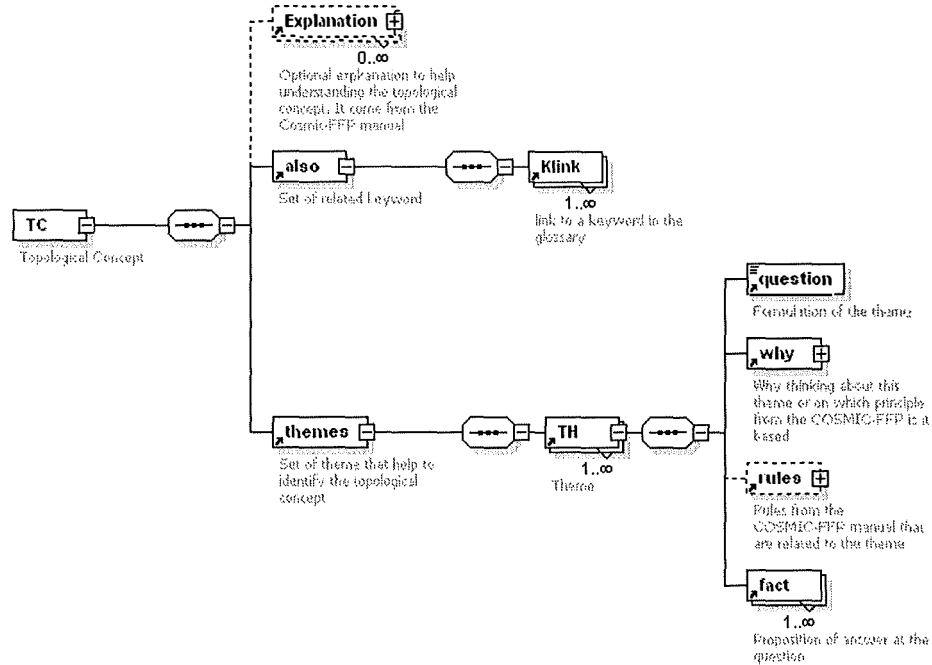 Explanation
0..∞
Optional explanation to help
understanding the topological
concept. It come from the
Cosmic-FFP manual
also
Set of related keyword
Klink
1..∞
link to a keyword in the
glossary
TC
Topological Concept
themes
Set of theme that help to
identify the topological
concept
TH
1..∞
Theme
question
Formulation of the theme
why
Why thinking about this
theme or on which principle
from the COSMIC-FFP is it
based
rules
Rules from the
COSMIC-FFP manual that
are related to the theme
fact
1..∞
Proposition of answer at the
question